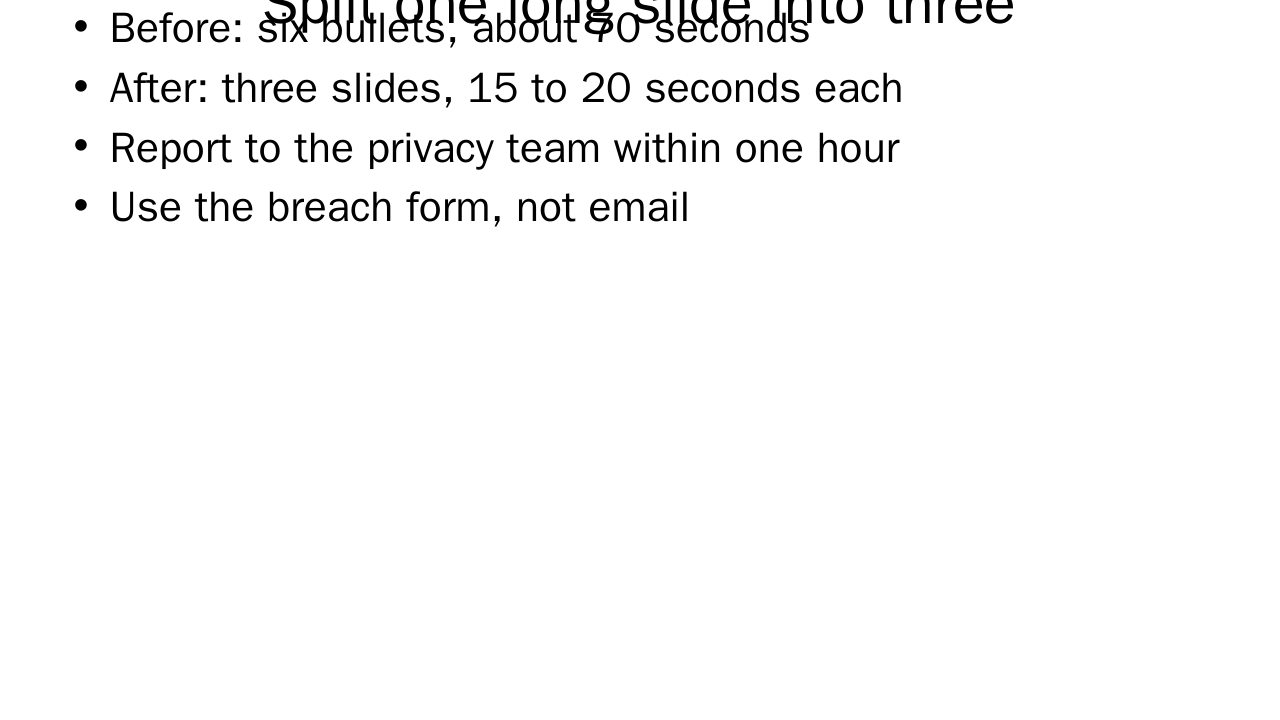 Split one long slide into three
• Before: six bullets, about 70 seconds
• After: three slides, 15 to 20 seconds each
• Report to the privacy team within one hour
• Use the breach form, not email